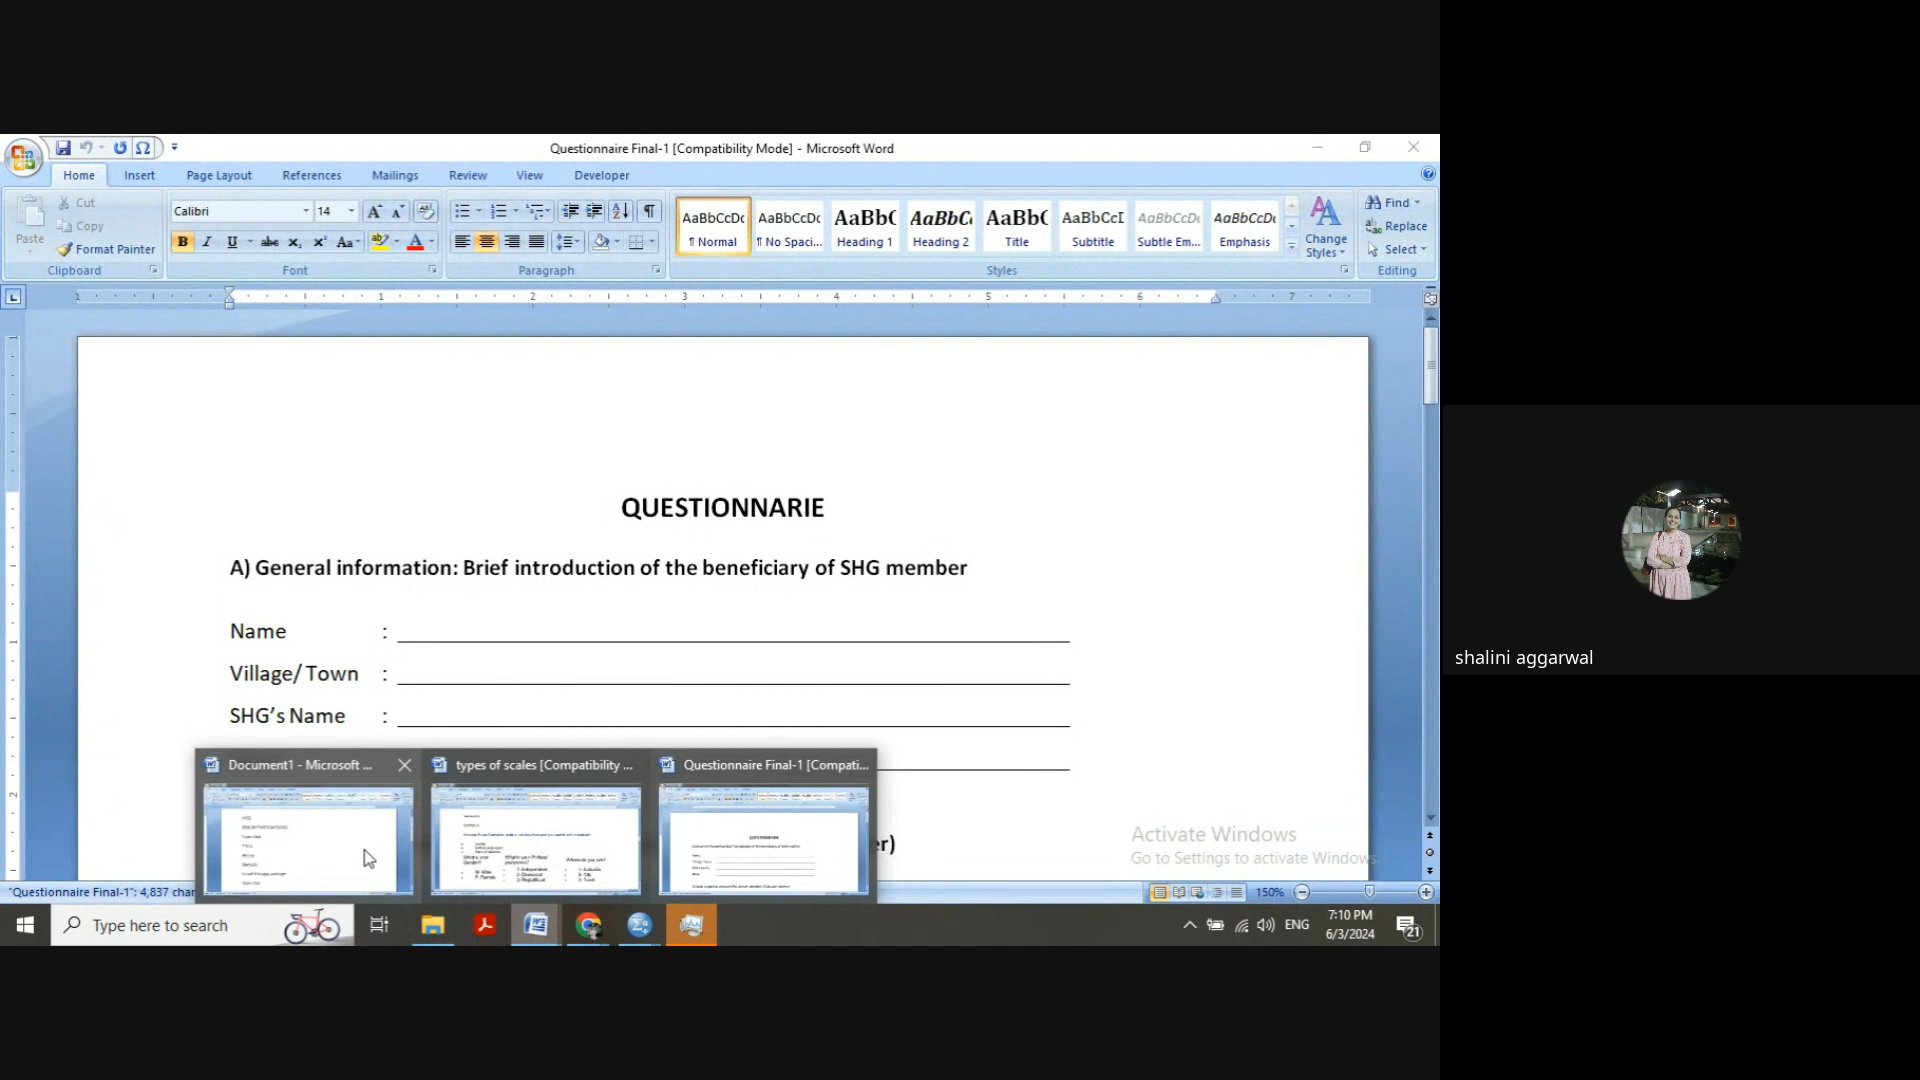 Questionnaire Final-1 [Compatibility Mode] - Microsoft Word
Home Insert Page Layout References Mailings Review View Developer
Paste
Cut
Copy
Format Painter
Clipboard
Calibri 14
Font
Paragraph
AaBbCcDc AaBbCcDc AaBbC AaBbC AaBbC AaBbCcI AaBbCcDc AaBbCcDc
¶ Normal ¶ No Spaci... Heading 1 Heading 2 Title Subtitle Subtle Em... Emphasis
Change Styles
Styles
Find
Replace
Select
Editing
QUESTIONNARIE
A) General information: Brief introduction of the beneficiary of SHG member
Name :
Village/ Town :
SHG’s Name :
er)
Document1 - Microsoft ... types of scales [Compatibility ... Questionnaire Final-1 [Compati...
Activate Windows
Go to Settings to activate Windows.
"Questionnaire Final-1": 4,837 char
150%
Type here to search
ENG
7:10 PM
6/3/2024
21
shalini aggarwal